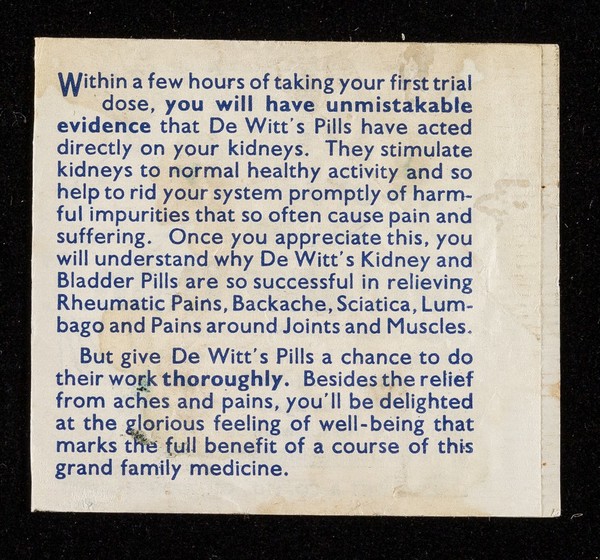 Within a few hours of taking your first trial
dose, you will have unmistakable
evidence that De Witt's Pills have acted
directly on your kidneys. They stimulate
kidneys to normal healthy activity and so
help to rid your system promptly of harm-
ful impurities that so often cause pain and
suffering. Once you appreciate this, you
will understand why De Witt's Kidney and
Bladder Pills are so successful in relieving
Rheumatic Pains, Backache, Sciatica, Lum-
bago and Pains around Joints and Muscles.
But give De Witt's Pills a chance to do
their work thoroughly. Besides the relief
from aches and pains, you'll be delighted
at the glorious feeling of well-being that
marks the full benefit of a course of this
grand family medicine.